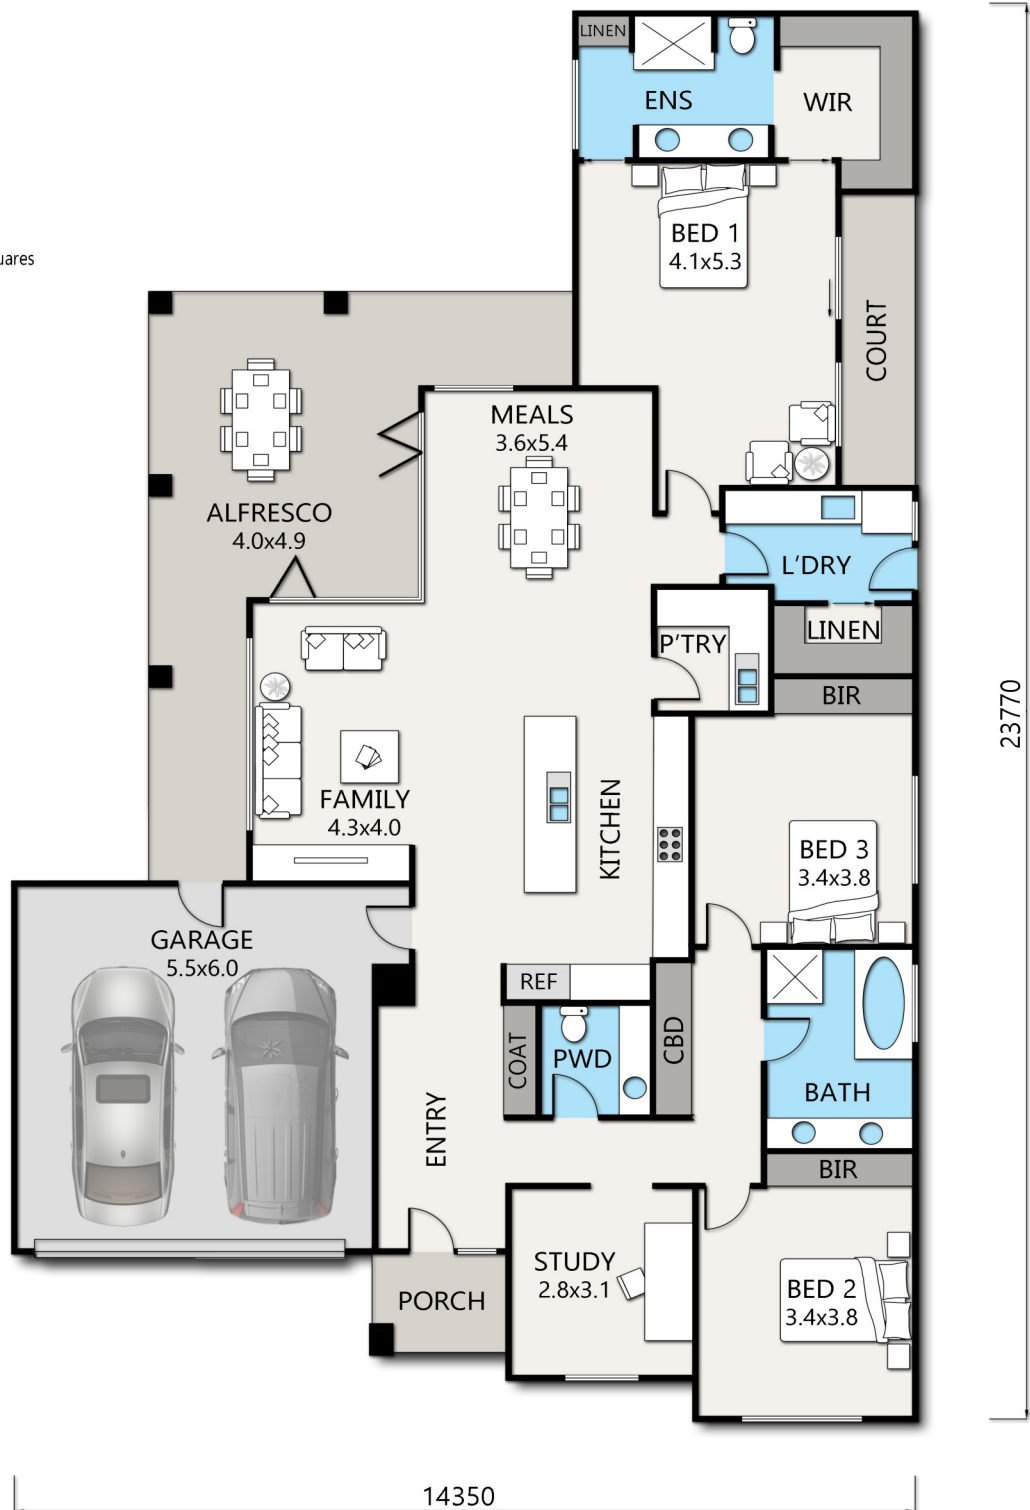 LINEN
ENS
WIR
BED 1
4.1x5.3
uares
COURT
MEALS
3.6x5.4
ALFRESCO
4.0x4.9
L'DRY
LINEN
P'TRY
BIR
23770
FAMILY
4.3x4.0
KITCHEN
BED 3
3.4x3.8
GARAGE
5.5x6.0
REF
COAT
PWD
CBD
BATH
ENTRY
BIR
STUDY
2.8x3.1
PORCH
BED 2
3.4x3.8
14350